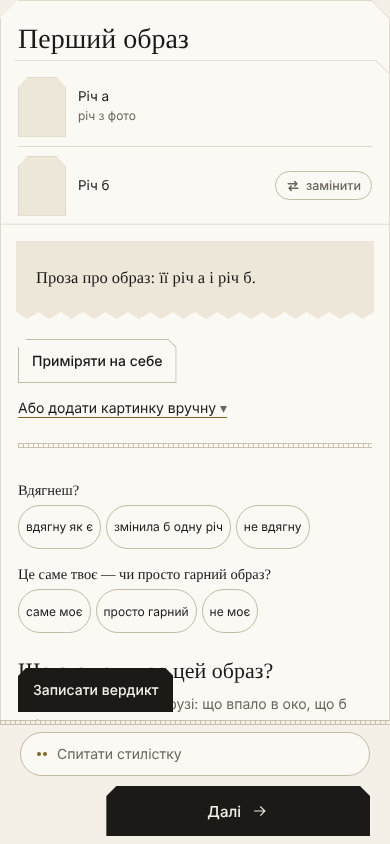 Перший образ
Річ а
річ з фото
Річ б
замінити
Проза про образ: її річ а і річ б.
Приміряти на себе
Або додати картинку вручну ▾
Вдягнеш?
вдягну як є
змінила б одну річ
не вдягну
Це саме твоє — чи просто гарний образ?
саме моє
просто гарний
не моє
цей образ?
Записати вердикт
що впало в око, що б
Спитати стилістку
Далі →